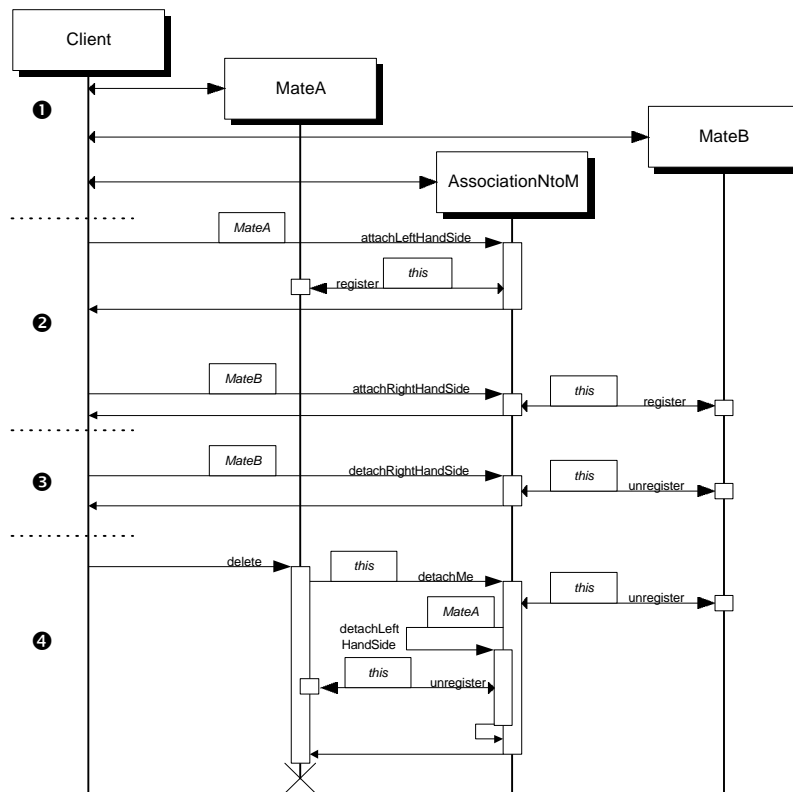 Client
MateA
❶
MateB
AssociationNtoM
MateA
attachLeftHandSide
this
register
❷
MateB
attachRightHandSide
this
register
MateB
detachRightHandSide
this
unregister
❸
delete
this
detachMe
this
unregister
MateA
detachLeft
HandSide
❹
this
unregister